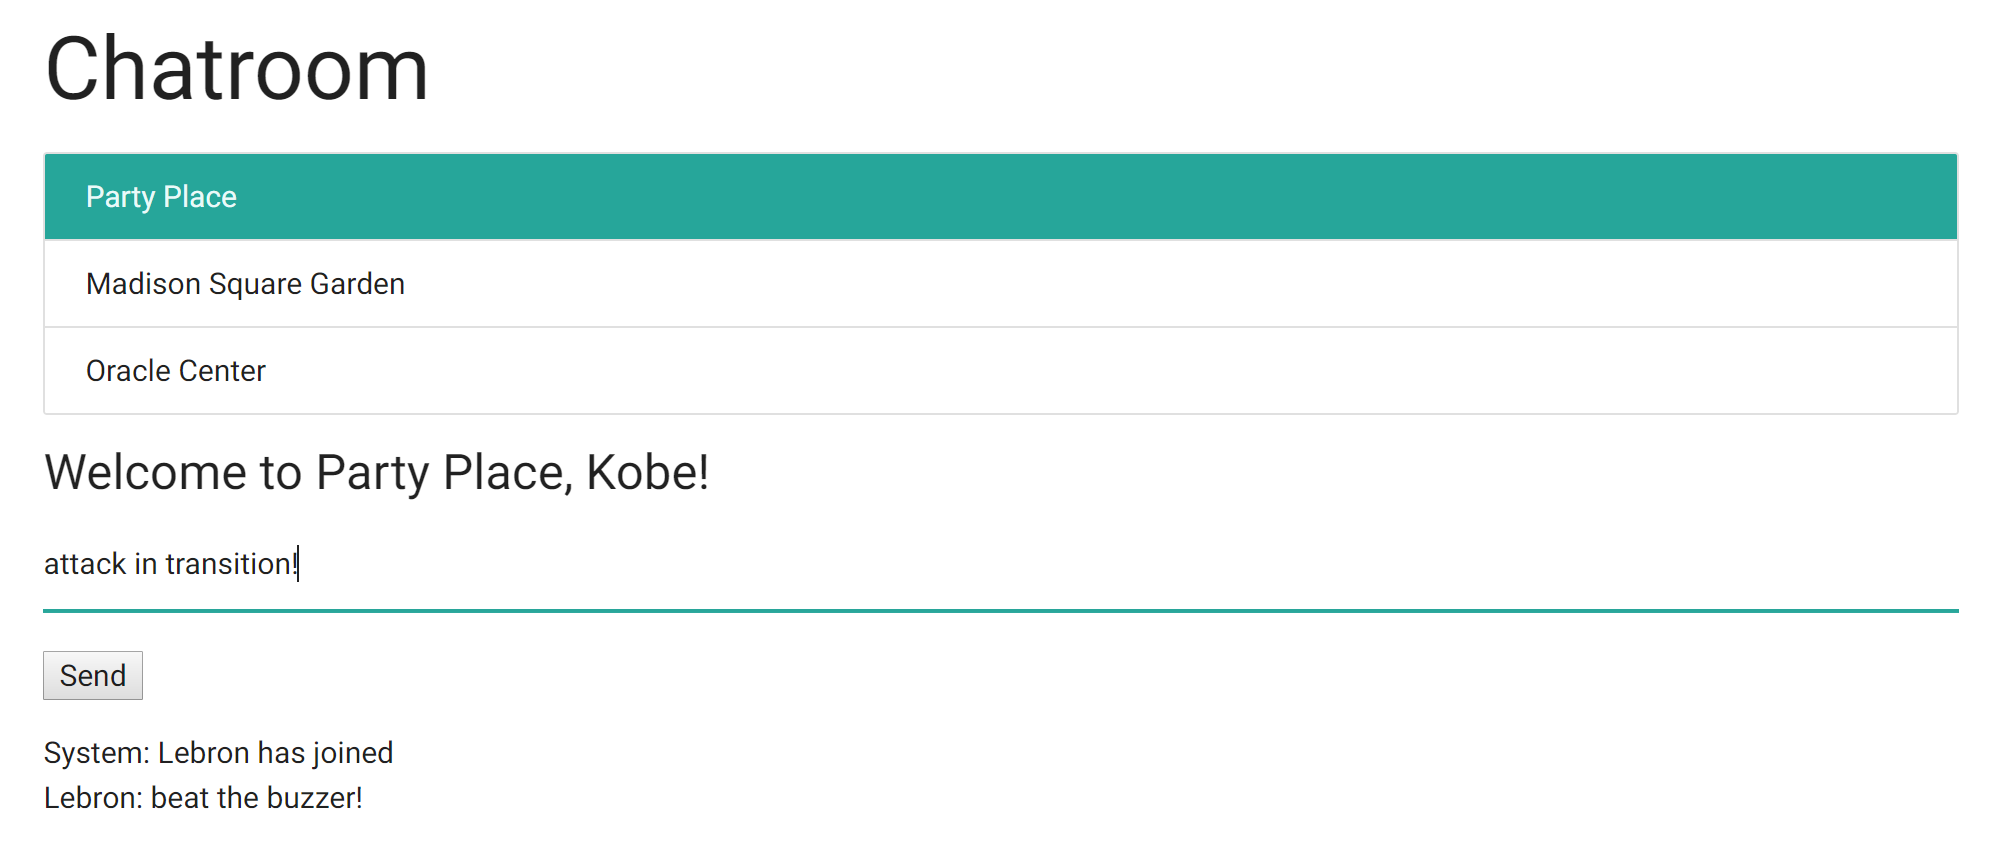 Chatroom
Party Place
Madison Square Garden
Oracle Center
Welcome to Party Place, Kobe!
attack in transition!
Send
System: Lebron has joined
Lebron: beat the buzzer!